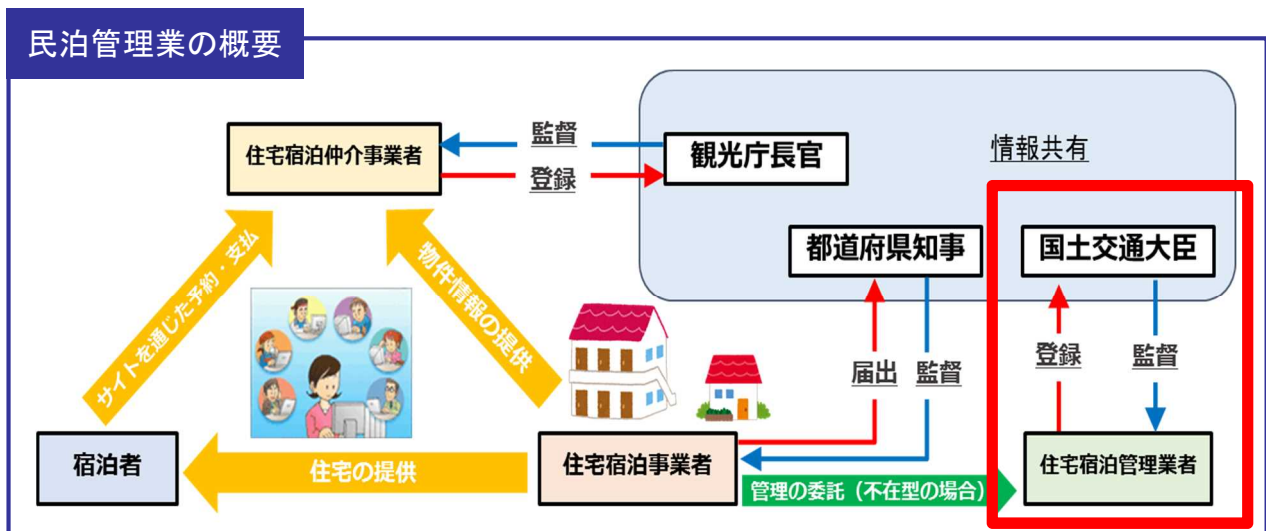 民泊管理業の概要
情報共有
住宅宿泊仲介事業者
監督
登録
観光庁長官
都道府県知事
国土交通大臣
サイトを通じた予約・支払
物件情報の提供
届出
監督
登録
監督
宿泊者
住宅の提供
住宅宿泊事業者
管理の委託（不在型の場合）
住宅宿泊管理業者